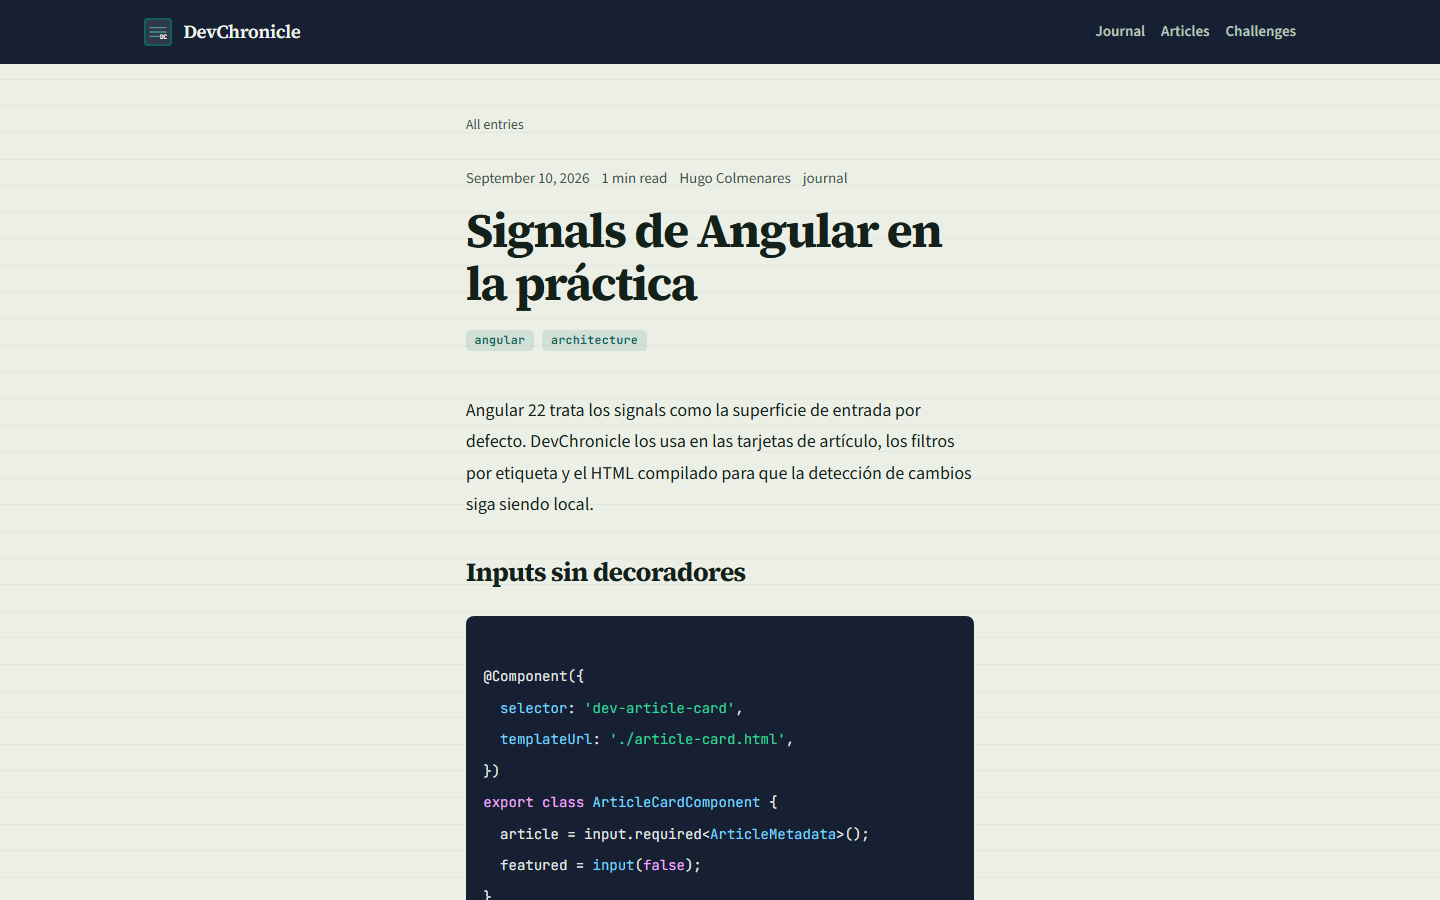 DevChronicle
Journal Articles Challenges
All entries
September 10, 2026 1 min read Hugo Colmenares journal
Signals de Angular en
la práctica
angular architecture
Angular 22 trata los signals como la superficie de entrada por
defecto. DevChronicle los usa en las tarjetas de artículo, los filtros
por etiqueta y el HTML compilado para que la detección de cambios
siga siendo local.
Inputs sin decoradores
@Component({
  selector: 'dev-article-card',
  templateUrl: './article-card.html',
})
export class ArticleCardComponent {
  article = input.required<ArticleMetadata>();
  featured = input(false);
}